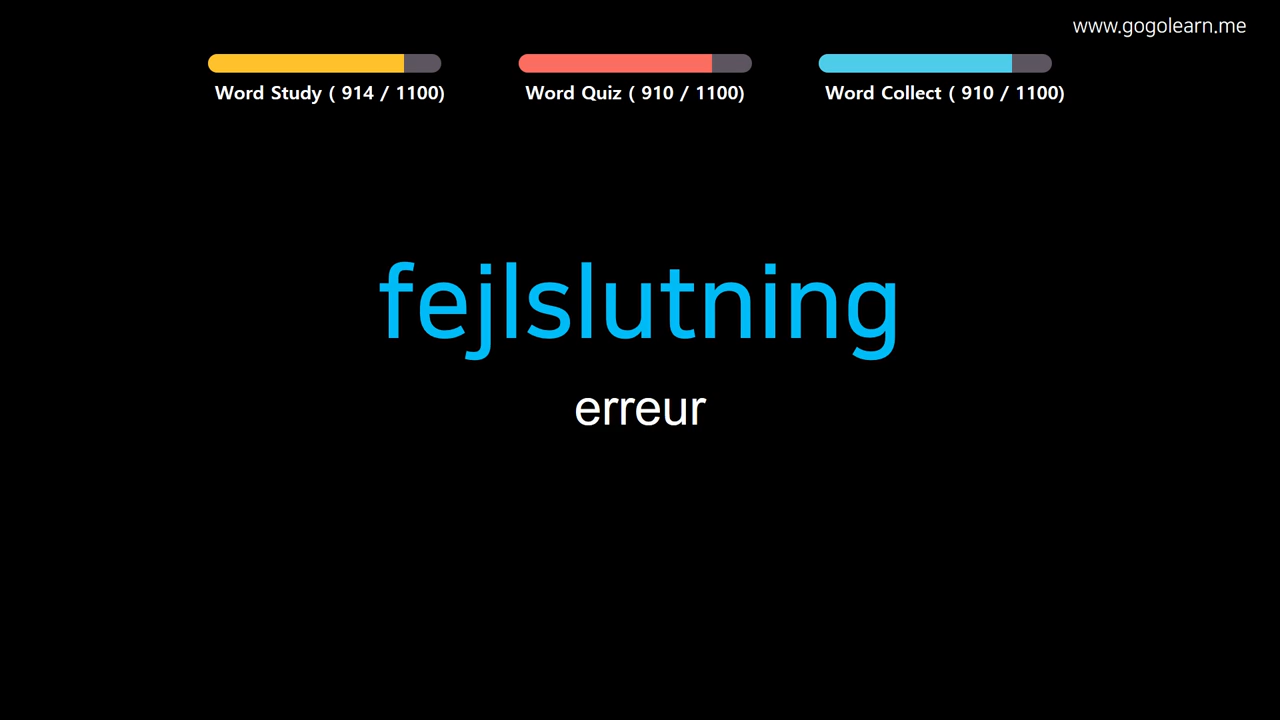 www.gogolearn.me
Word Study ( 914 / 1100)
Word Quiz ( 910 / 1100)
Word Collect ( 910 / 1100)
fejlslutning
erreur